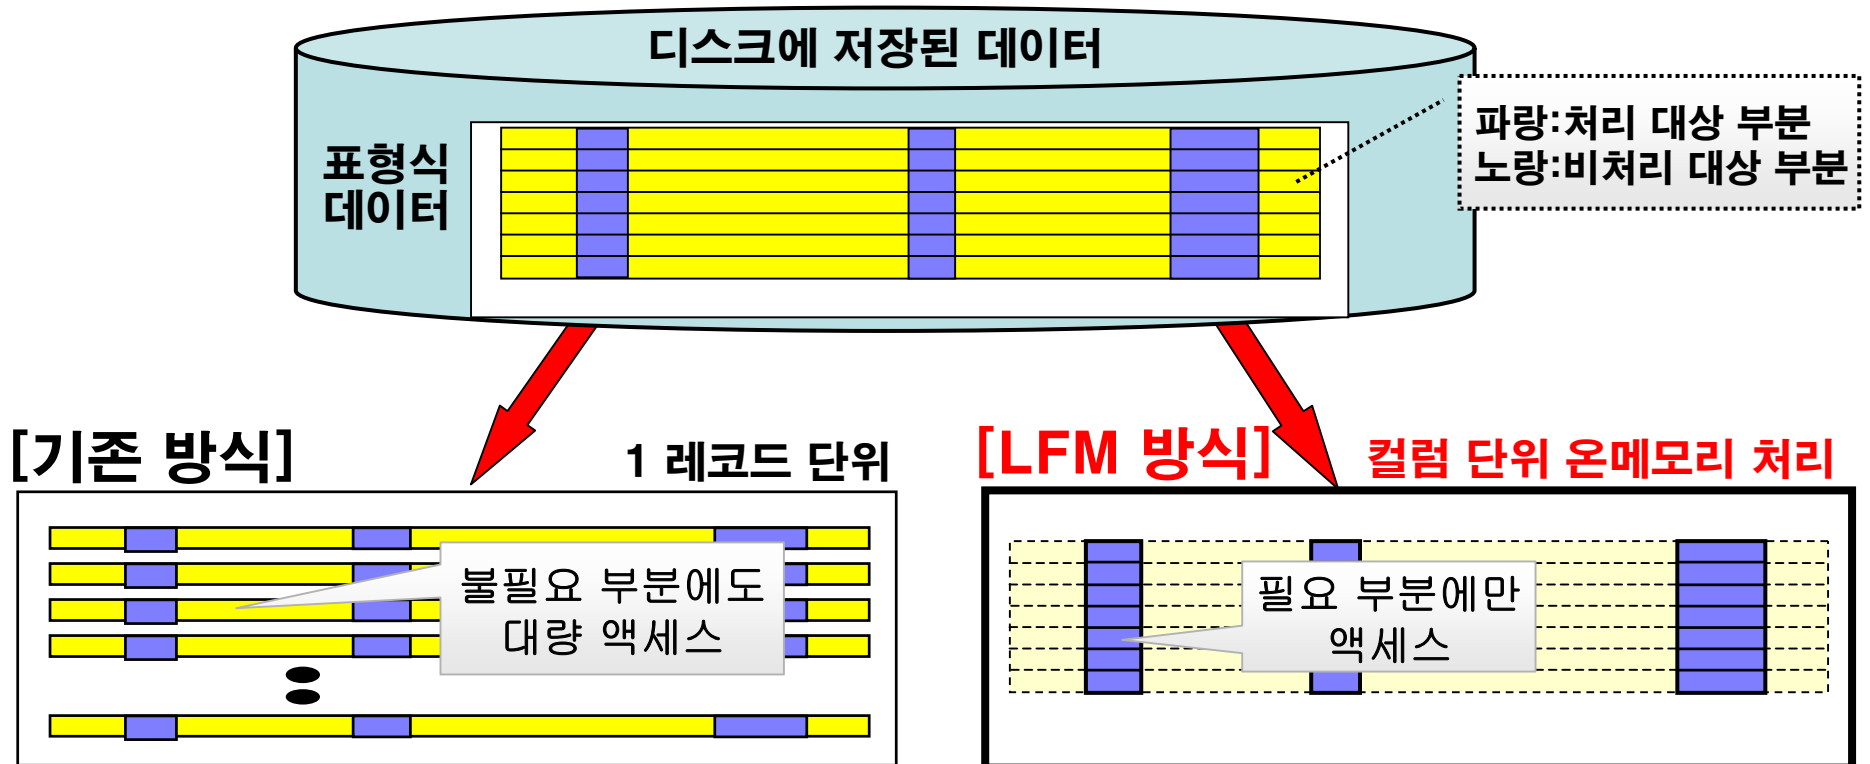 디스크에 저장된 데이터
표형식
데이터
파랑:처리 대상 부분
노랑:비처리 대상 부분
[기존 방식]
1 레코드 단위
불필요 부분에도
대량 액세스
[LFM 방식]
컬럼 단위 온메모리 처리
필요 부분에만
액세스